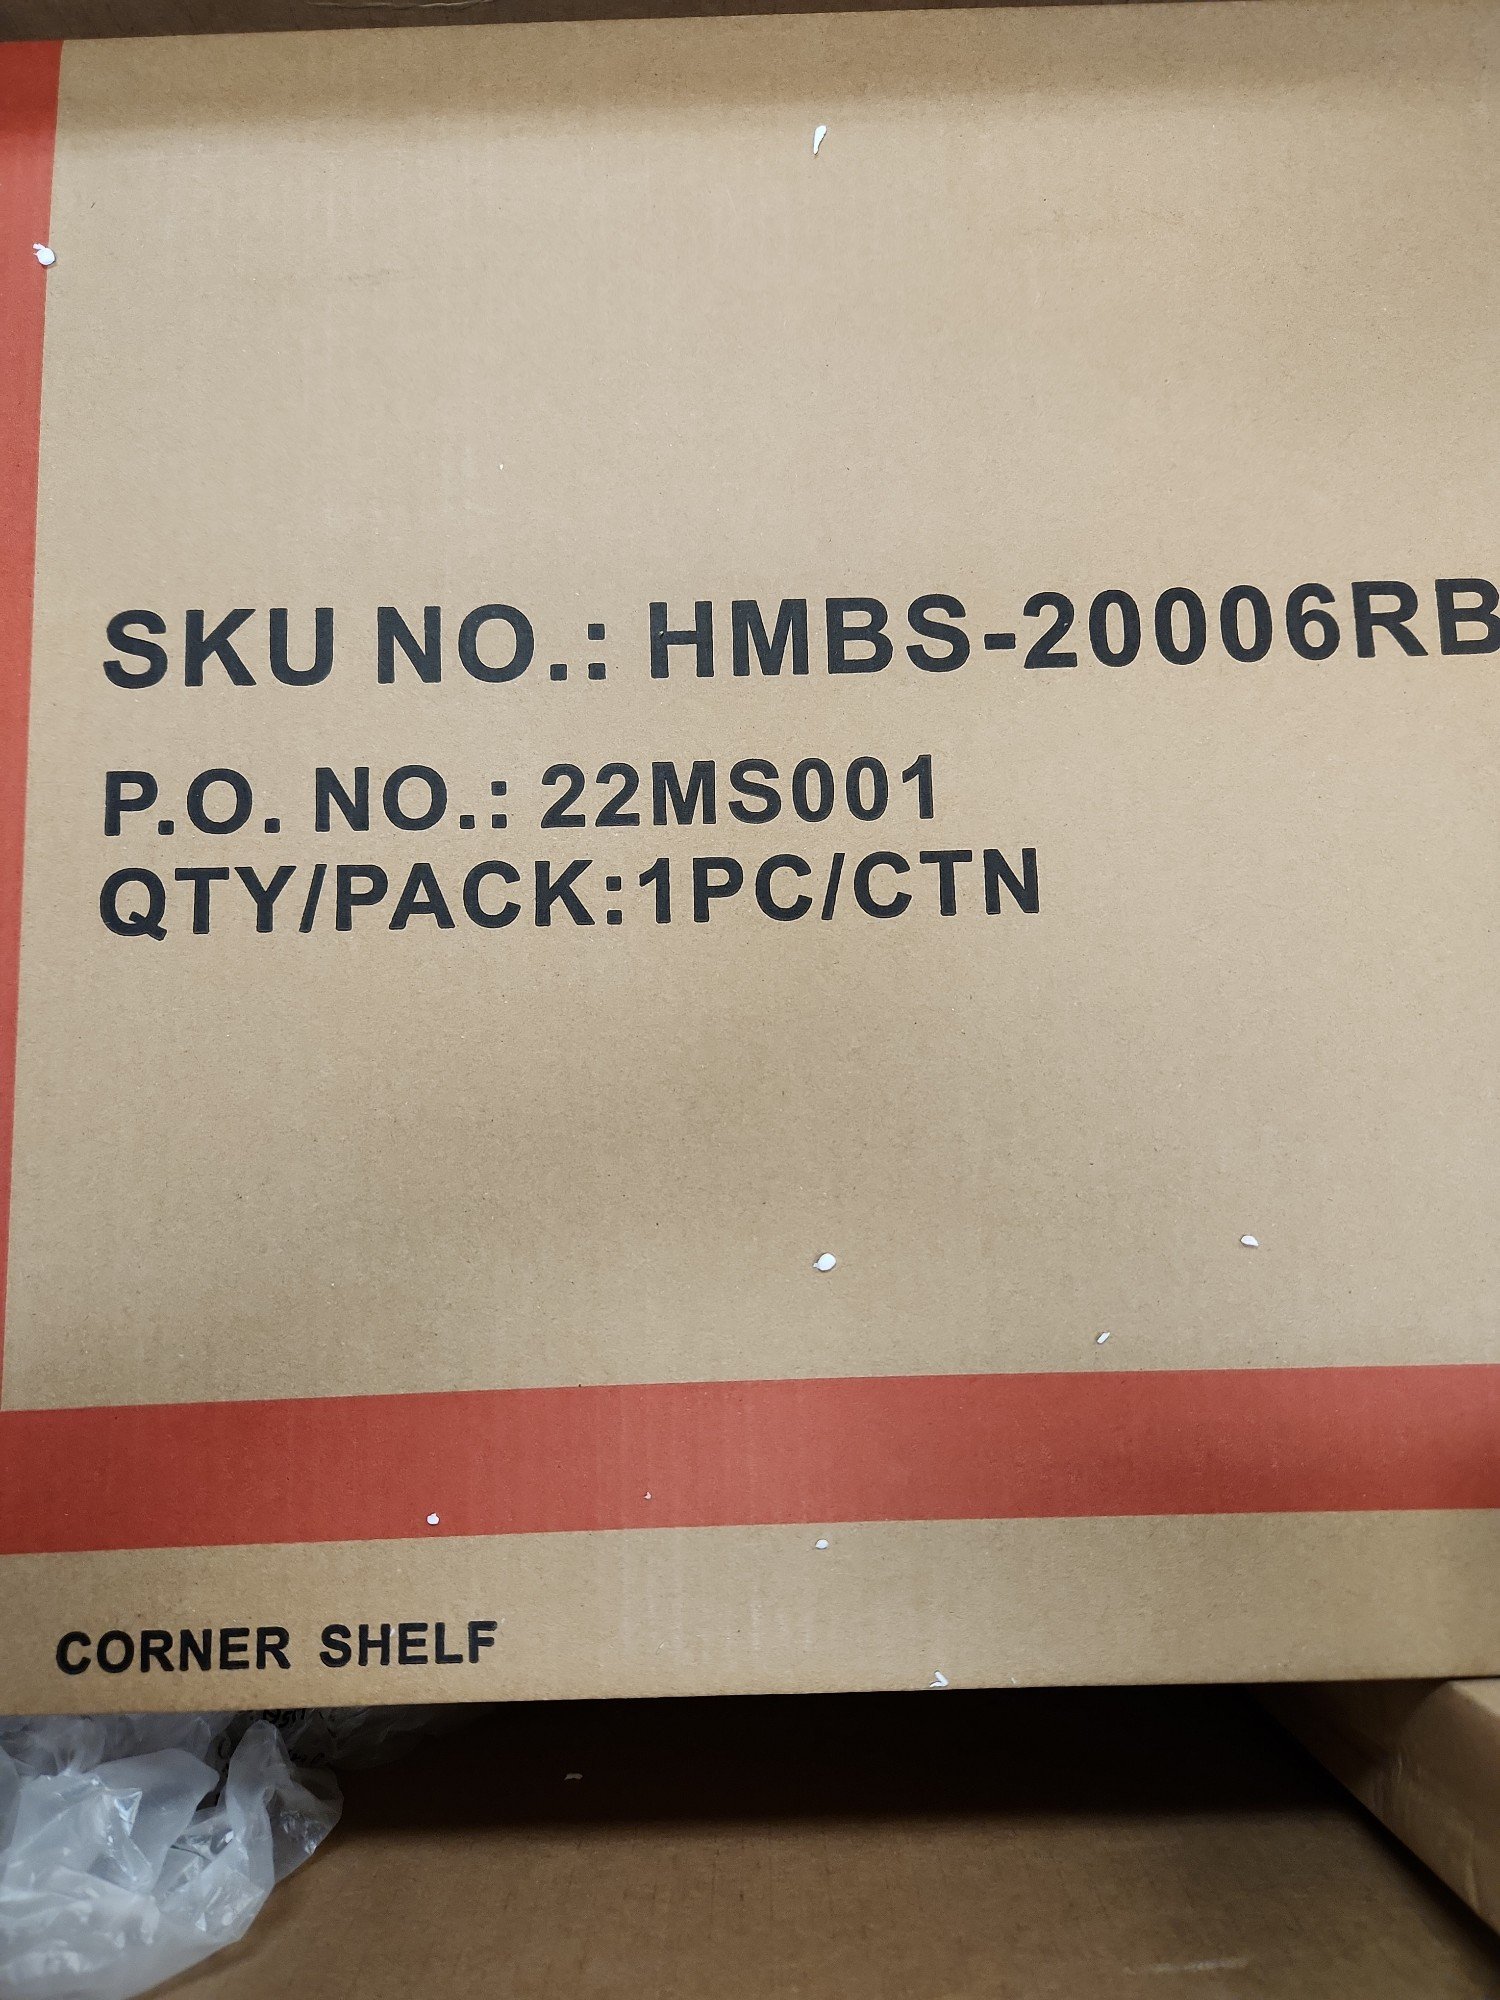 SKU NO.: HMBS-20006RB
P.O. NO.: 22MS001
QTY/PACK:1PC/CTN
CORNER SHELF